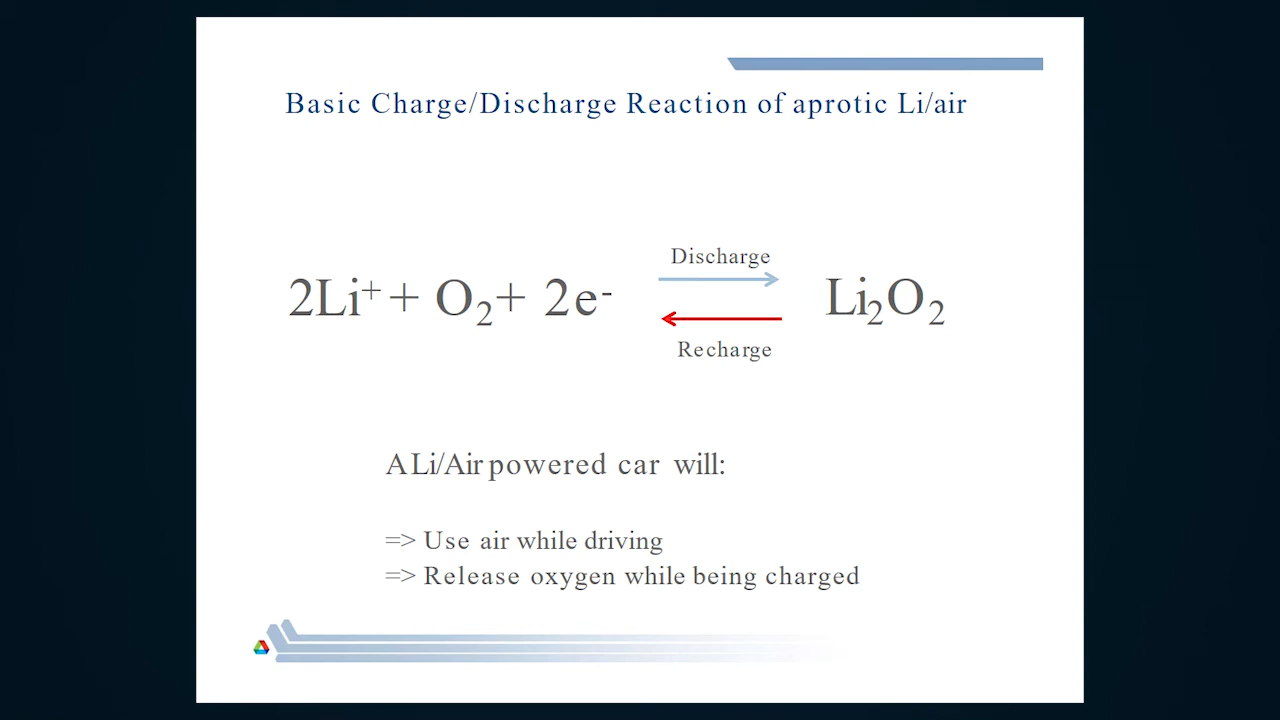 Basic Charge/Discharge Reaction of aprotic Li/air
Discharge
2Li⁺ + O₂ + 2e⁻ Li₂O₂
Recharge
A Li/Air powered car will:
=> Use air while driving
=> Release oxygen while being charged